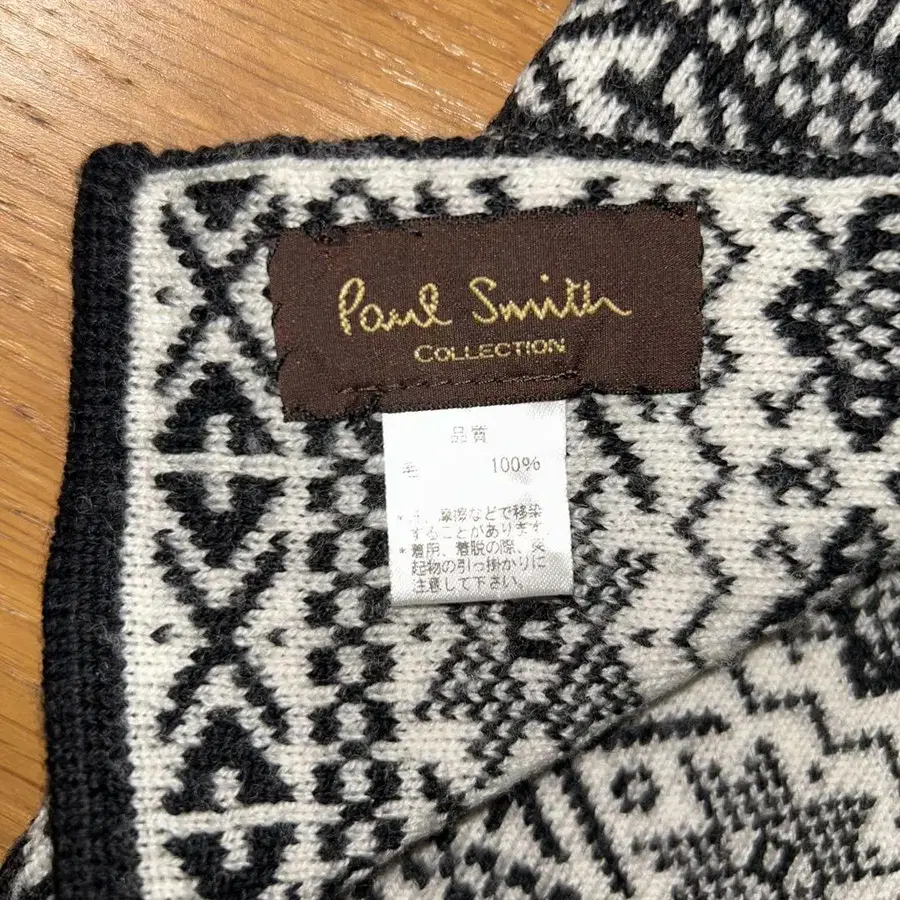 Paul Smith
COLLECTION
品質
毛 100%
摩擦などで移染
することがあります。
*着用、着脱の際、突
起物の引っ掛かりに
注意して下さい。